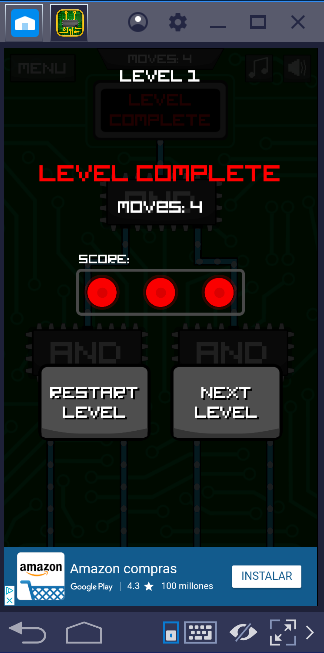 MOVES: 4
LEVEL 1
MENU
LEVEL
COMPLETE
LEVEL COMPLETE
AND
MOVES: 4
SCORE:
AND
AND
RESTART
LEVEL
NEXT
LEVEL
amazon
Amazon compras
Google Play | 4.3 ★ 100 millones
INSTALAR